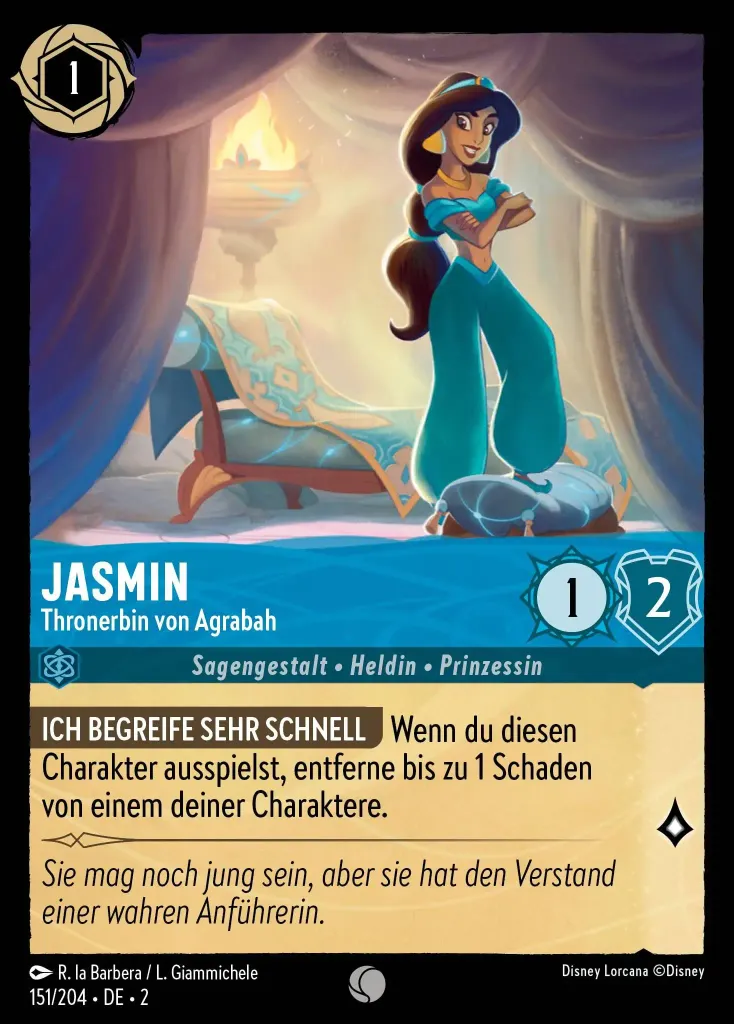 1
JASMIN
Thronerbin von Agrabah
1
2
Sagengestalt • Heldin • Prinzessin
ICH BEGREIFE SEHR SCHNELL Wenn du diesen
Charakter ausspielst, entferne bis zu 1 Schaden
von einem deiner Charaktere.
Sie mag noch jung sein, aber sie hat den Verstand
einer wahren Anführerin.
R. la Barbera / L. Giammichele
Disney Lorcana ©Disney
151/204 • DE • 2